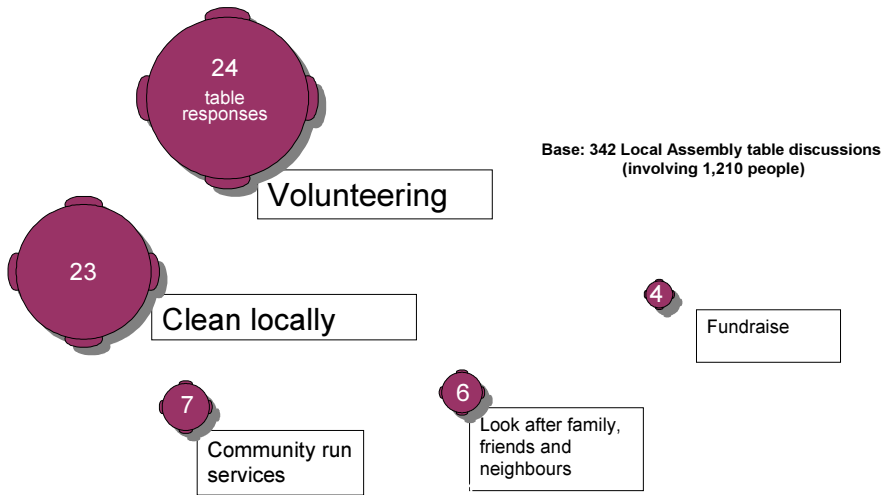 24
table
responses
Base: 342 Local Assembly table discussions
(involving 1,210 people)
Volunteering
23
Clean locally
4
Fundraise
7
Community run
services
6
Look after family,
friends and
neighbours